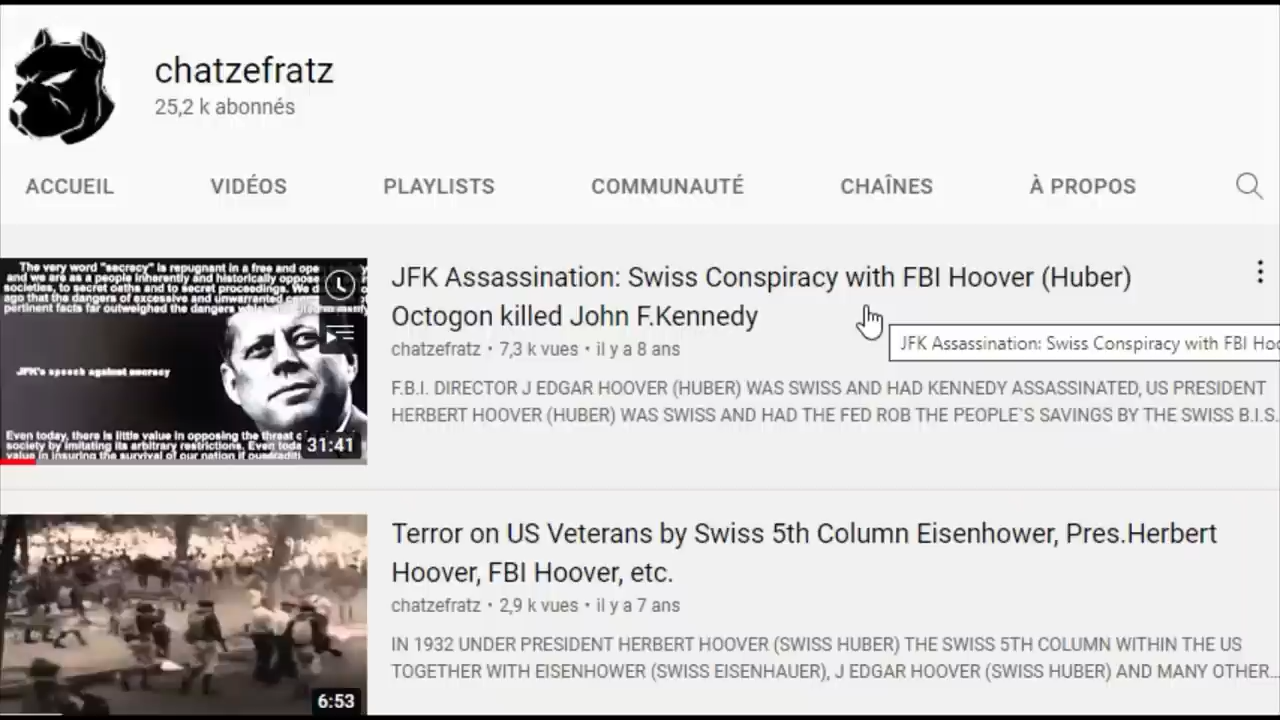 chatzefratz
25,2 k abonnés
ACCUEIL VIDÉOS PLAYLISTS COMMUNAUTÉ CHAÎNES À PROPOS
The very word "secrecy" is repugnant in a free and ope
and we are as a people inherently and historically oppose
societies, to secret oaths and to secret proceedings. We d
ago that the dangers of excessive and unwarranted
pertinent facts far outweighed the dangers
JFK's speech against secrecy
Even today, there is little value in opposing the threat
society by imitating its arbitrary restrictions. Even toda
value in insuring the survival of our nation if
31:41
JFK Assassination: Swiss Conspiracy with FBI Hoover (Huber)
Octogon killed John F.Kennedy
JFK Assassination: Swiss Conspiracy with FBI Hoo
chatzefratz • 7,3 k vues • il y a 8 ans
F.B.I. DIRECTOR J EDGAR HOOVER (HUBER) WAS SWISS AND HAD KENNEDY ASSASSINATED, US PRESIDENT
HERBERT HOOVER (HUBER) WAS SWISS AND HAD THE FED ROB THE PEOPLE`S SAVINGS BY THE SWISS B.I.S.
6:53
Terror on US Veterans by Swiss 5th Column Eisenhower, Pres.Herbert
Hoover, FBI Hoover, etc.
chatzefratz • 2,9 k vues • il y a 7 ans
IN 1932 UNDER PRESIDENT HERBERT HOOVER (SWISS HUBER) THE SWISS 5TH COLUMN WITHIN THE US
TOGETHER WITH EISENHOWER (SWISS EISENHAUER), J EDGAR HOOVER (SWISS HUBER) AND MANY OTHER...